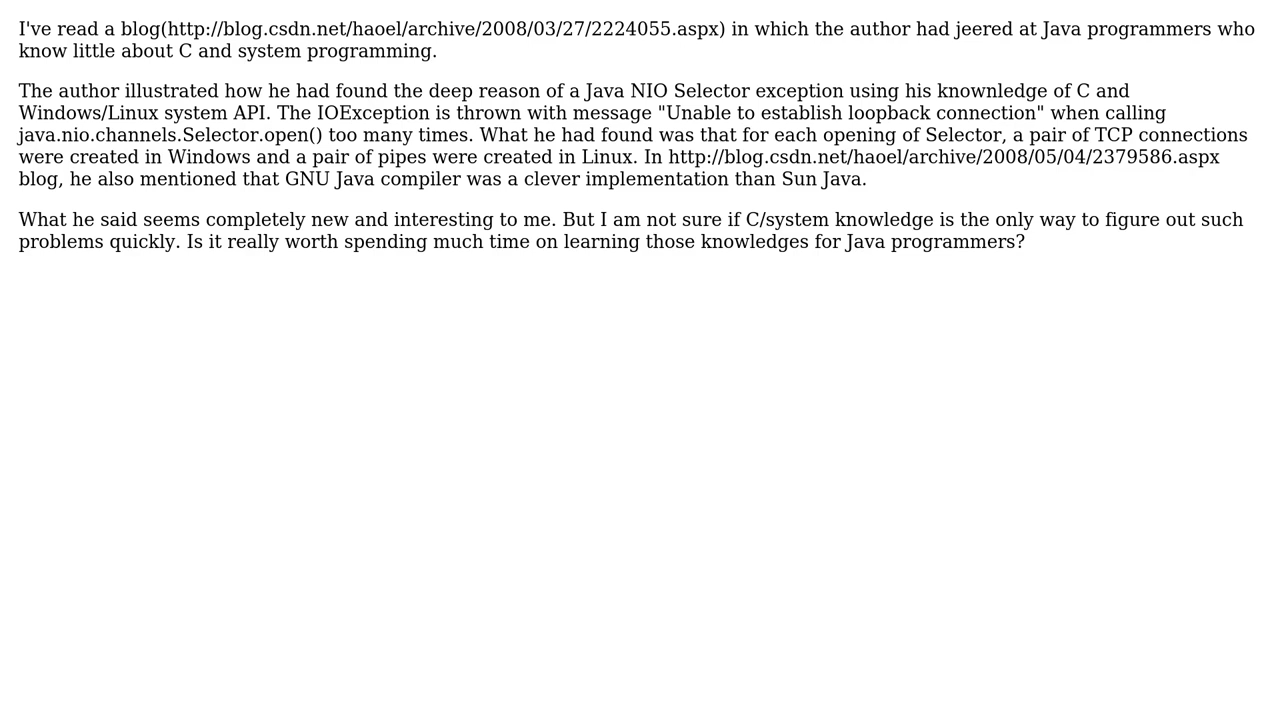 I've read a blog(http://blog.csdn.net/haoel/archive/2008/03/27/2224055.aspx) in which the author had jeered at Java programmers who
know little about C and system programming.
The author illustrated how he had found the deep reason of a Java NIO Selector exception using his knownledge of C and
Windows/Linux system API. The IOException is thrown with message "Unable to establish loopback connection" when calling
java.nio.channels.Selector.open() too many times. What he had found was that for each opening of Selector, a pair of TCP connections
were created in Windows and a pair of pipes were created in Linux. In http://blog.csdn.net/haoel/archive/2008/05/04/2379586.aspx
blog, he also mentioned that GNU Java compiler was a clever implementation than Sun Java.
What he said seems completely new and interesting to me. But I am not sure if C/system knowledge is the only way to figure out such
problems quickly. Is it really worth spending much time on learning those knowledges for Java programmers?